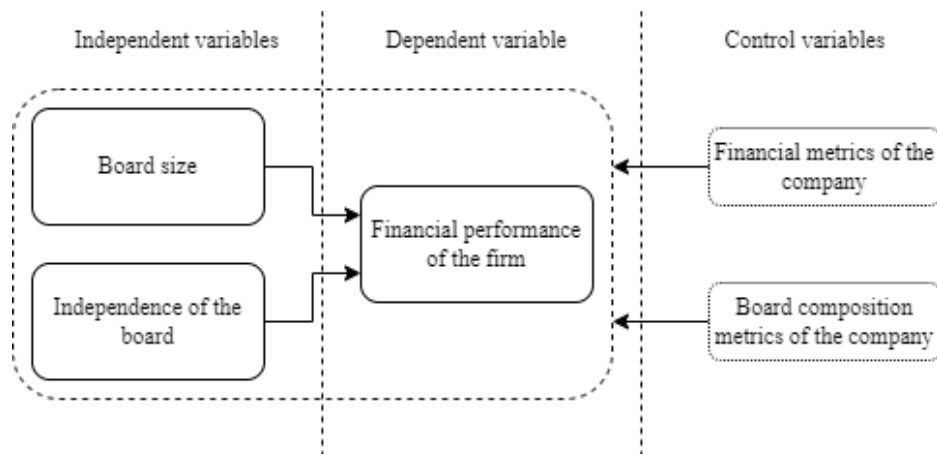 Independent variables
Dependent variable
Control variables
Board size
Financial metrics of the
company
Financial performance
of the firm
Independence of the
board
Board composition
metrics of the company